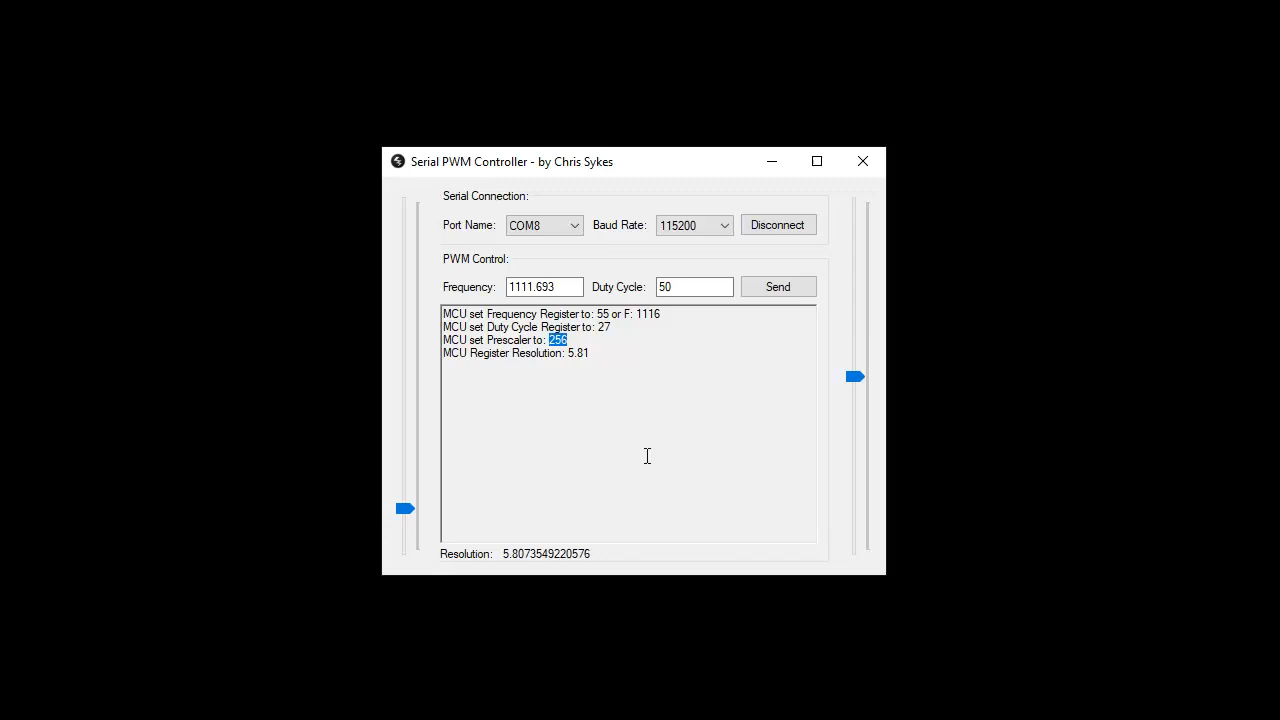 Serial PWM Controller - by Chris Sykes
Serial Connection:
Port Name: COM8 Baud Rate: 115200 Disconnect
PWM Control:
Frequency: 1111.693 Duty Cycle: 50 Send
MCU set Frequency Register to: 55 or F: 1116
MCU set Duty Cycle Register to: 27
MCU set Prescaler to: 256
MCU Register Resolution: 5.81
Resolution: 5.8073549220576